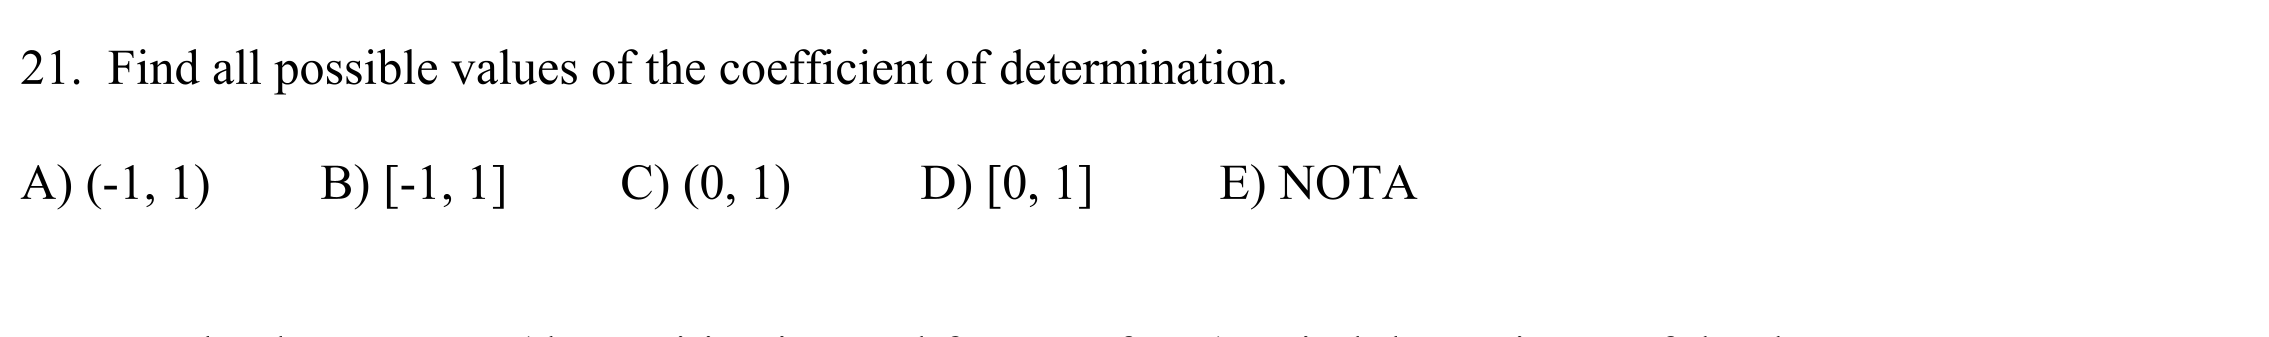 21. Find all possible values of the coefficient of determination.
A) (-1, 1) B) [-1, 1] C) (0, 1) D) [0, 1] E) NOTA